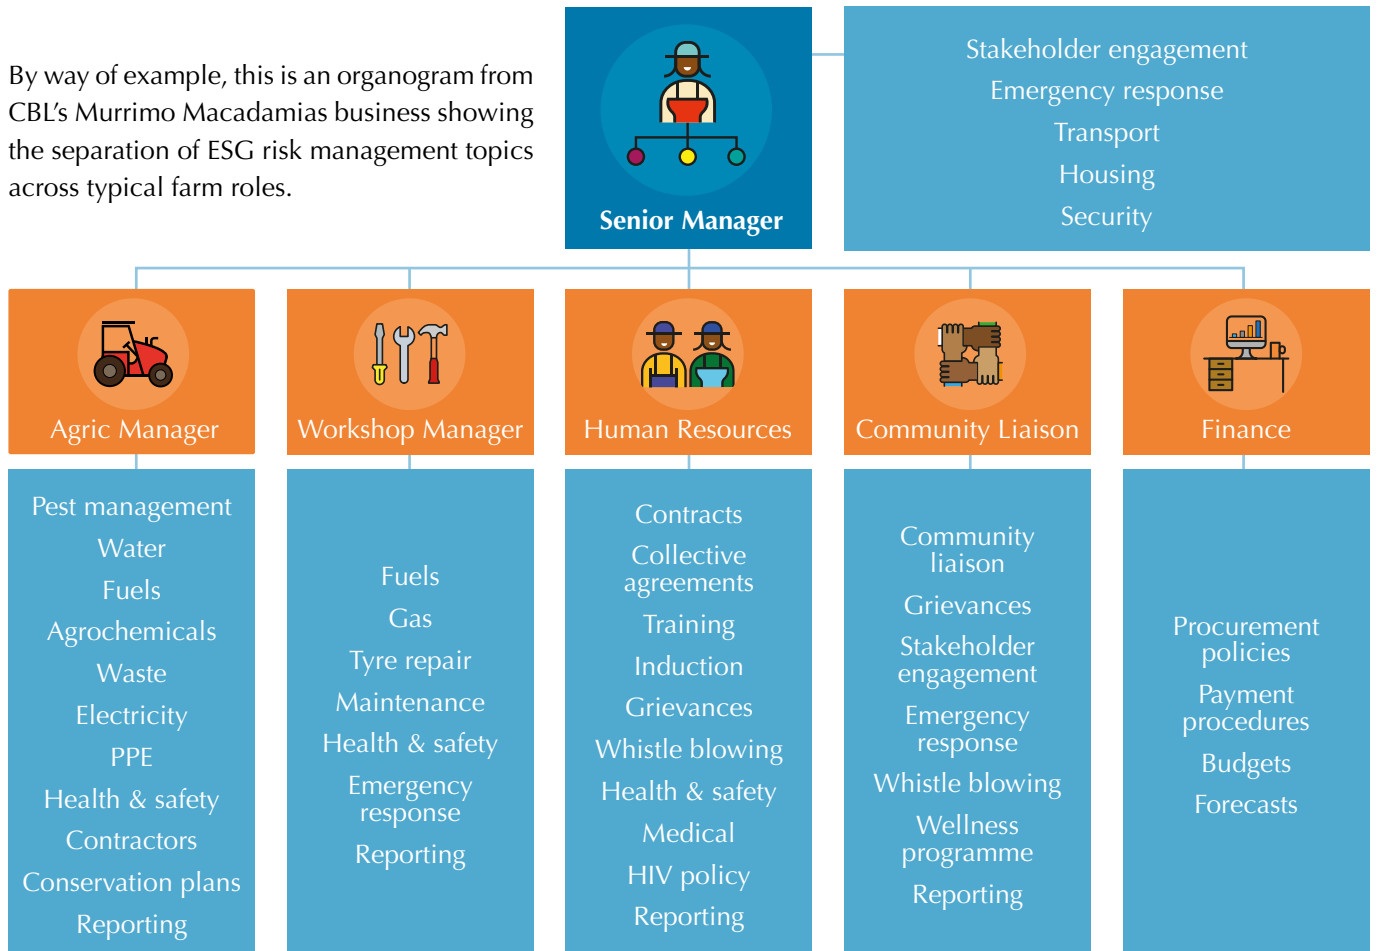 By way of example, this is an organogram from
CBL's Murrimo Macadamias business showing
the separation of ESG risk management topics
across typical farm roles.
Senior Manager
Stakeholder engagement
Emergency response
Transport
Housing
Security
Agric Manager
Workshop Manager
Human Resources
Community Liaison
Finance
Pest management
Water
Fuels
Agrochemicals
Waste
Electricity
PPE
Health & safety
Contractors
Conservation plans
Reporting
Fuels
Gas
Tyre repair
Maintenance
Health & safety
Emergency
response
Reporting
Contracts
Collective
agreements
Training
Induction
Grievances
Whistle blowing
Health & safety
Medical
HIV policy
Reporting
Community
liaison
Grievances
Stakeholder
engagement
Emergency
response
Whistle blowing
Wellness
programme
Reporting
Procurement
policies
Payment
procedures
Budgets
Forecasts